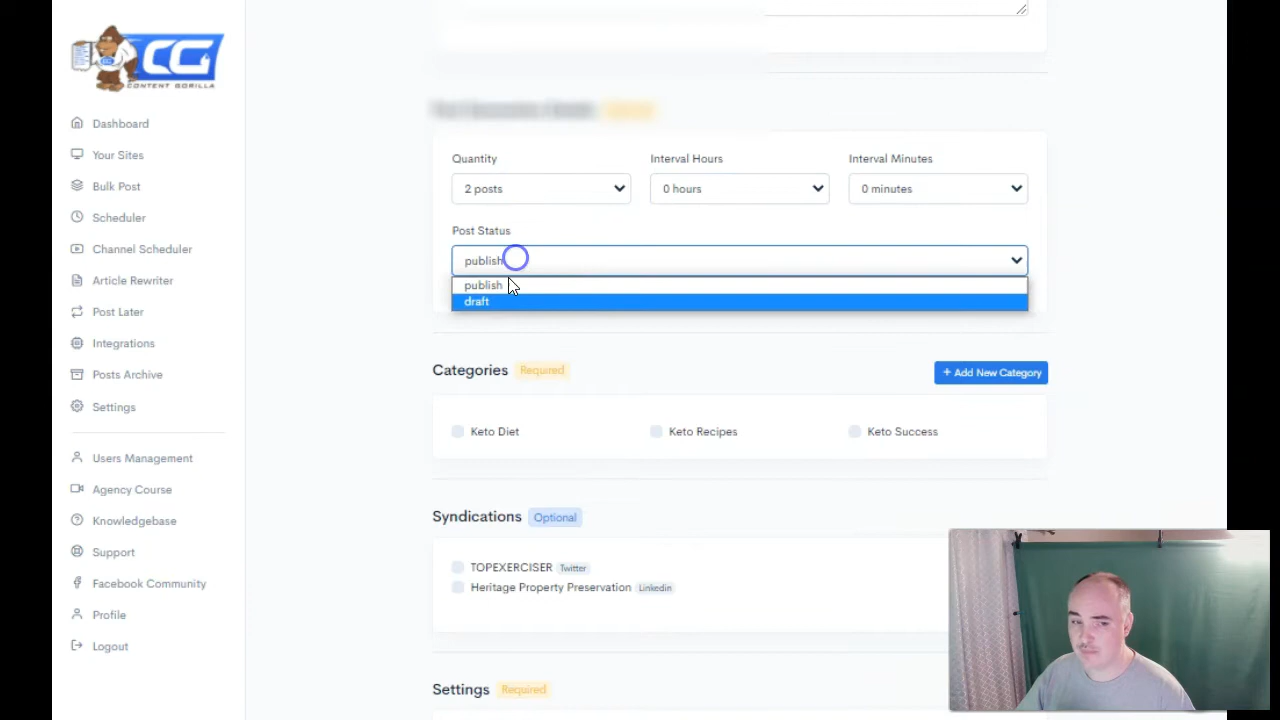 CG
CONTENT GORILLA
Dashboard
Your Sites
Bulk Post
Scheduler
Channel Scheduler
Article Rewriter
Post Later
Integrations
Posts Archive
Settings
Users Management
Agency Course
Knowledgebase
Support
Facebook Community
Profile
Logout
Quantity
Interval Hours
Interval Minutes
2 posts
0 hours
0 minutes
Post Status
publish
publish
draft
Categories Required
+ Add New Category
Keto Diet
Keto Recipes
Keto Success
Syndications Optional
TOPEXERCISER Twitter
Heritage Property Preservation Linkedin
Settings Required